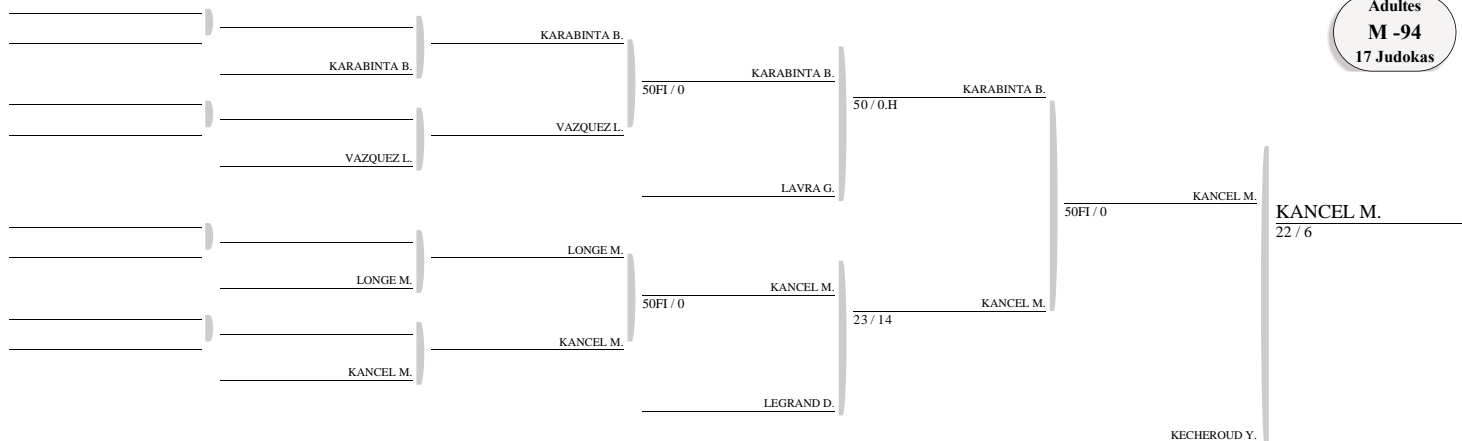 Adultes
M -94
17 Judokas
KARABINTA B.
KARABINTA B.
VAZQUEZ L.
VAZQUEZ L.
LONGE M.
LONGE M.
KANCEL M.
KANCEL M.
KARABINTA B.
50FI / 0
LAVRA G.
KANCEL M.
50FI / 0
LEGRAND D.
KARABINTA B.
50 / 0.H
KANCEL M.
23 / 14
KANCEL M.
50FI / 0
KECHEROUD Y.
KANCEL M.
22 / 6